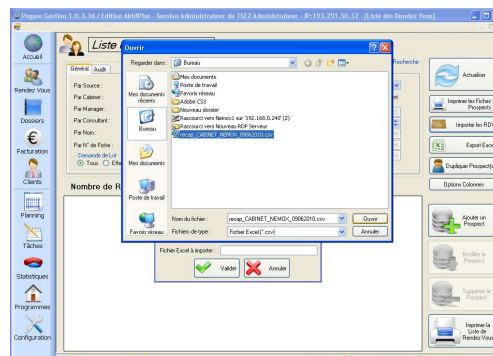 Pegase Gestion 1.0.3.36 / Edition AktifPlus - Session Administrateur de TSE2 Administrateur - IP:193.251.50.32 - [Liste des Rendez Vous]
Accueil
Rendez Vous
Dossiers
Facturation
Clients
Planning
Tâches
Statistiques
Programmes
Configuration
Liste
Général
Audit
Par Source :
Par Cabinet :
Par Manager :
Par Consultant :
Par Nom :
Par N° de Fiche :
Demande de Lot
Tous
Nombre de R
Recherche
Ouvrir
Regarder dans :
Bureau
Mes documents récents
Bureau
Mes documents
Poste de travail
Favoris réseau
Mes documents
Poste de travail
Favoris réseau
Adobe CS3
Nouveau dossier
Raccourci vers Nemox1 sur '192.168.0.240' (Z)
Raccourci vers Nouveau RDP Serveur
recap_CABINET_NEMOX_09062010.csv
Nom du fichier :
recap_CABINET_NEMOX_09062010.csv
Ouvrir
Fichiers de type :
Fichier Excel(*.csv)
Annuler
Fichier Excel à importer :
Valider
Annuler
Actualiser
Imprimer les Fiches Prospects
Importer les RDV
Export Exce
Dupliquer Prospect(s
Options Colonnes
Ajouter un Prospect
Modifier le Prospect
Supprimer le Prospect
Imprimer la Liste de Rendez Vous